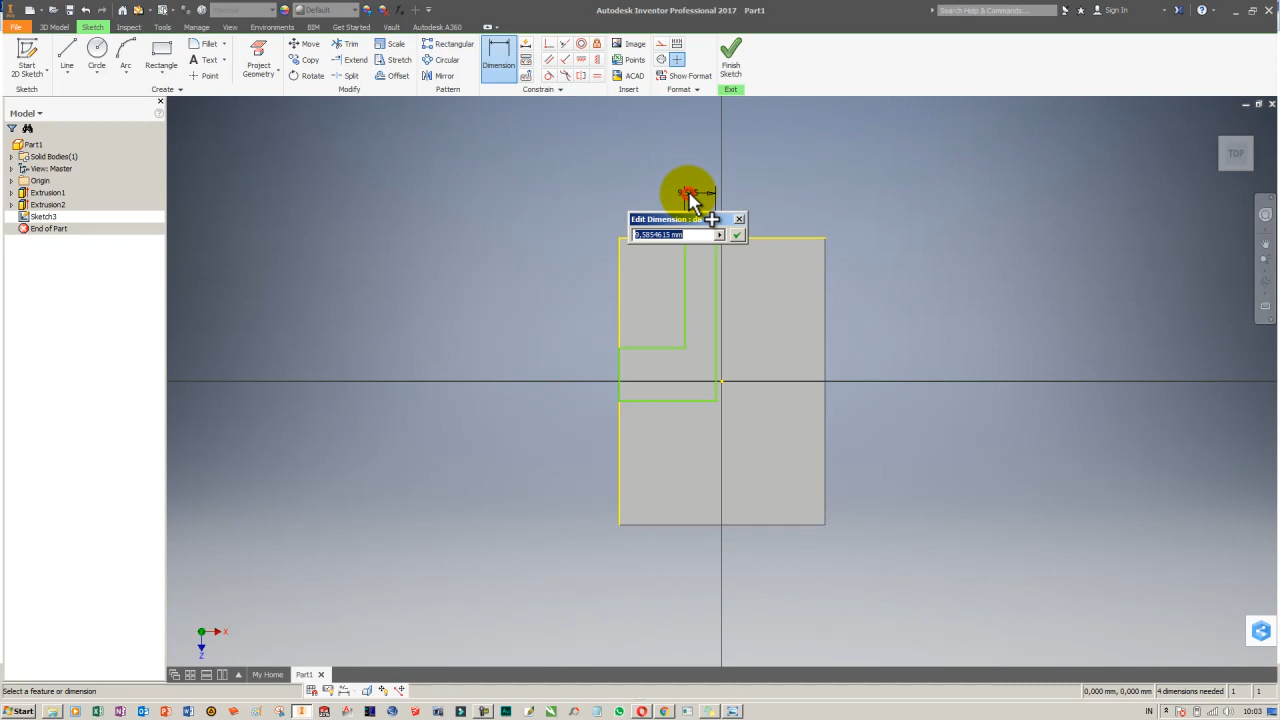 Personal
Default
Autodesk Inventor Professional 2017 Part1
Search Help & Commands...
Sign In
File
3D Model
Sketch
Inspect
Tools
Manage
View
Environments
BIM
Get Started
Vault
Autodesk A360
Start
2D Sketch
Line
Circle
Arc
Rectangle
Fillet
Text
Point
Project
Geometry
Move
Copy
Rotate
Trim
Extend
Split
Scale
Stretch
Offset
Rectangular
Circular
Mirror
Dimension
Image
Points
ACAD
Show Format
Finish
Sketch
Sketch
Create
Modify
Pattern
Constrain
Insert
Format
Exit
Model
Part1
Solid Bodies(1)
View: Master
Origin
Extrusion1
Extrusion2
Sketch3
End of Part
TOP
Edit Dimension :
9,5854615 mm
X
Z
My Home
Part1
Select a feature or dimension
0,000 mm, 0,000 mm
4 dimensions needed
1
1
Start
IN
10:03